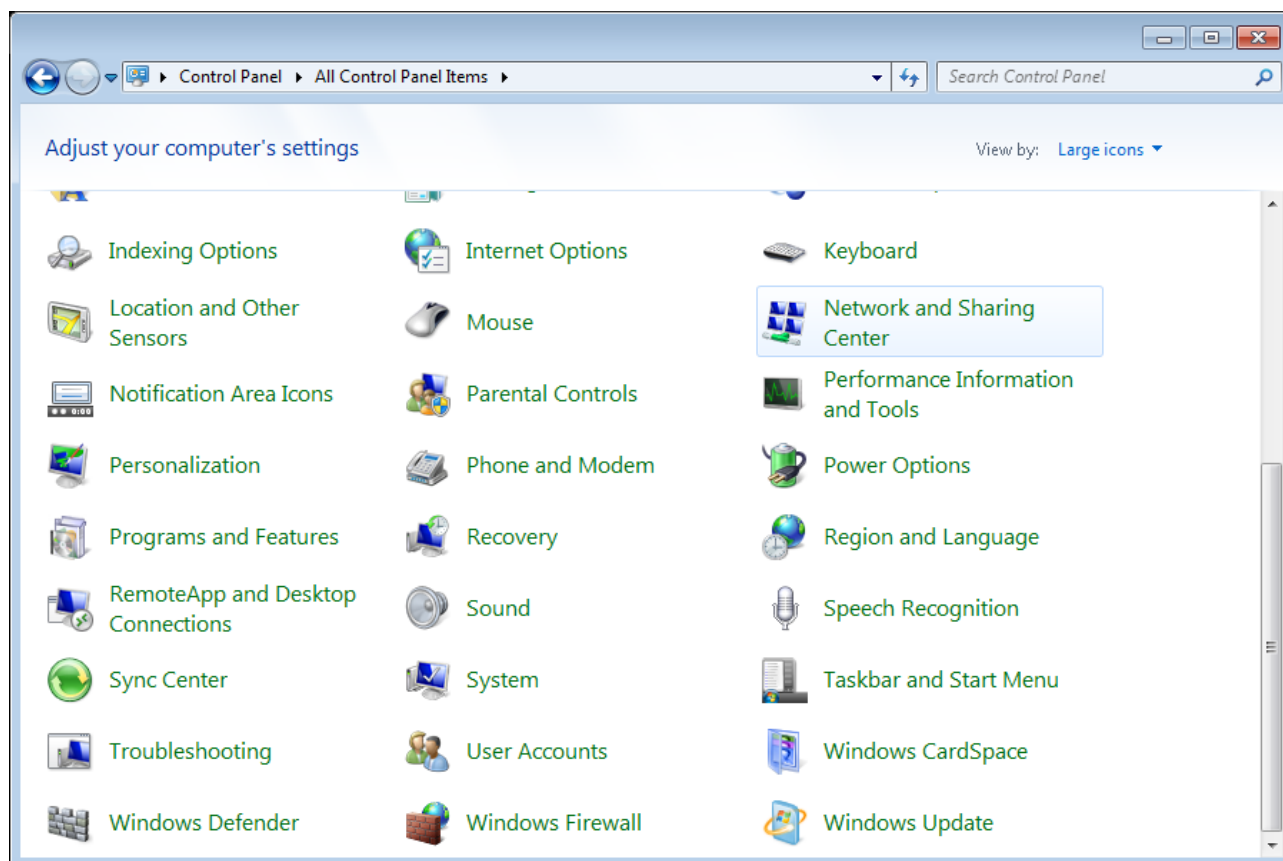 Control Panel All Control Panel Items
Search Control Panel
Adjust your computer's settings
View by: Large icons
Indexing Options
Internet Options
Keyboard
Location and Other
Sensors
Mouse
Network and Sharing
Center
Notification Area Icons
Parental Controls
Performance Information
and Tools
Personalization
Phone and Modem
Power Options
Programs and Features
Recovery
Region and Language
RemoteApp and Desktop
Connections
Sound
Speech Recognition
Sync Center
System
Taskbar and Start Menu
Troubleshooting
User Accounts
Windows CardSpace
Windows Defender
Windows Firewall
Windows Update